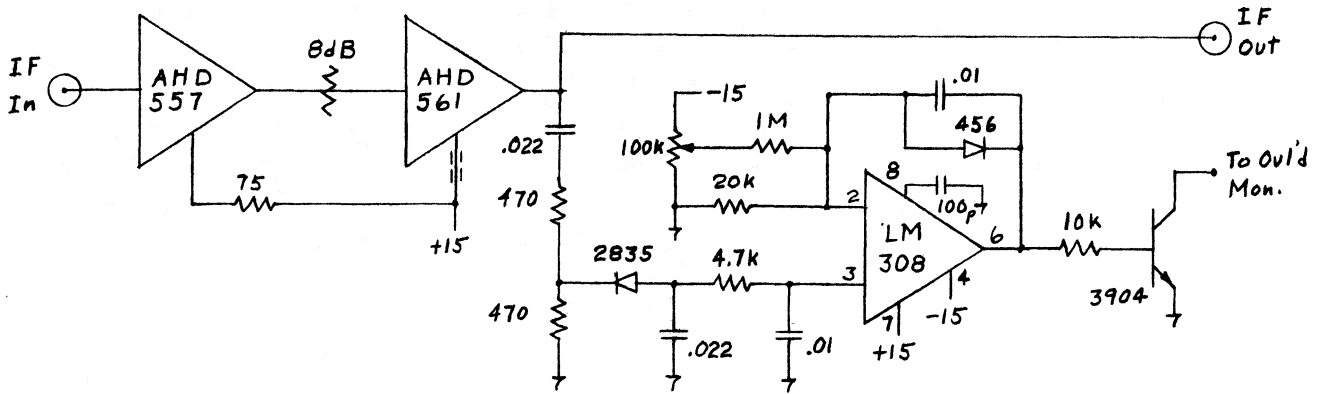 IF
In
AHD
557
8dB
AHD
561
IF
Out
75
+15
.022
470
470
2835
.022
4.7k
.01
-15
100k
1M
20k
.01
456
8
100p
2
3
LM
308
6
4
-15
7
+15
10k
3904
To Ovl'd
Mon.